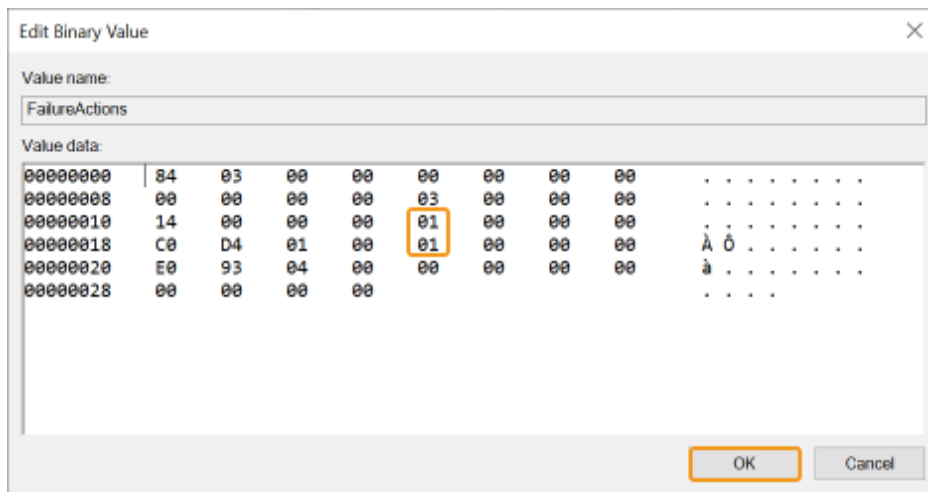 Edit Binary Value
Value name:
FailureActions
Value data:
00000000 84 03 00 00 00 00 00 00 . . . . . . . .
00000008 00 00 00 00 03 00 00 00 . . . . . . . .
00000010 14 00 00 00 01 00 00 00 . . . . . . . .
00000018 C0 D4 01 00 01 00 00 00 À Ô . . . . . .
00000020 E0 93 04 00 00 00 00 00 à . . . . . . .
00000028 00 00 00 00 . . . .
OK Cancel